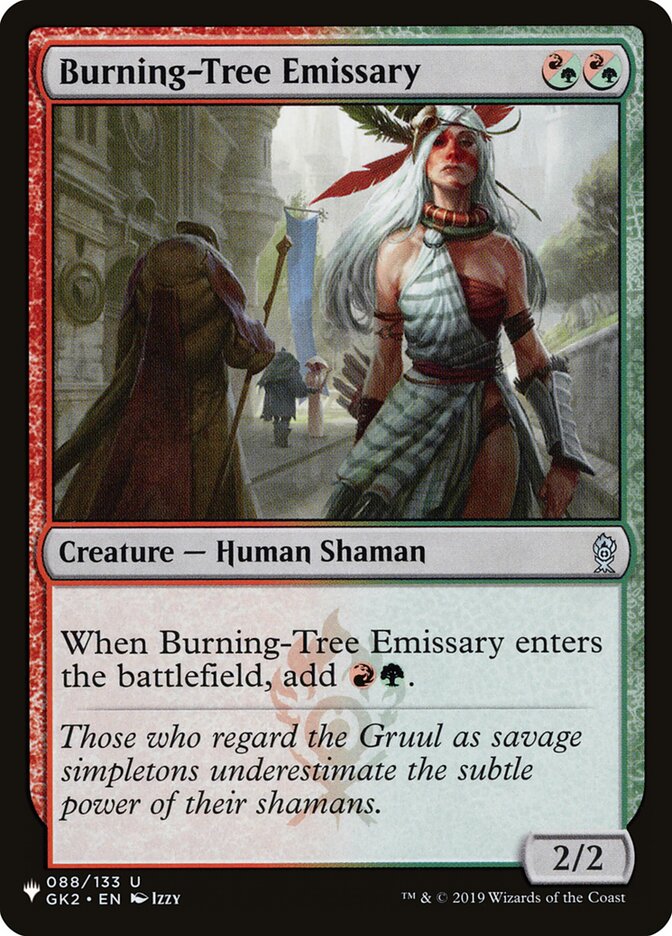 Burning-Tree Emissary
Creature — Human Shaman
When Burning-Tree Emissary enters
the battlefield, add .
Those who regard the Gruul as savage
simpletons underestimate the subtle
power of their shamans.
2/2
088/133 U
GK2 • EN Izzy
™ & © 2019 Wizards of the Coast